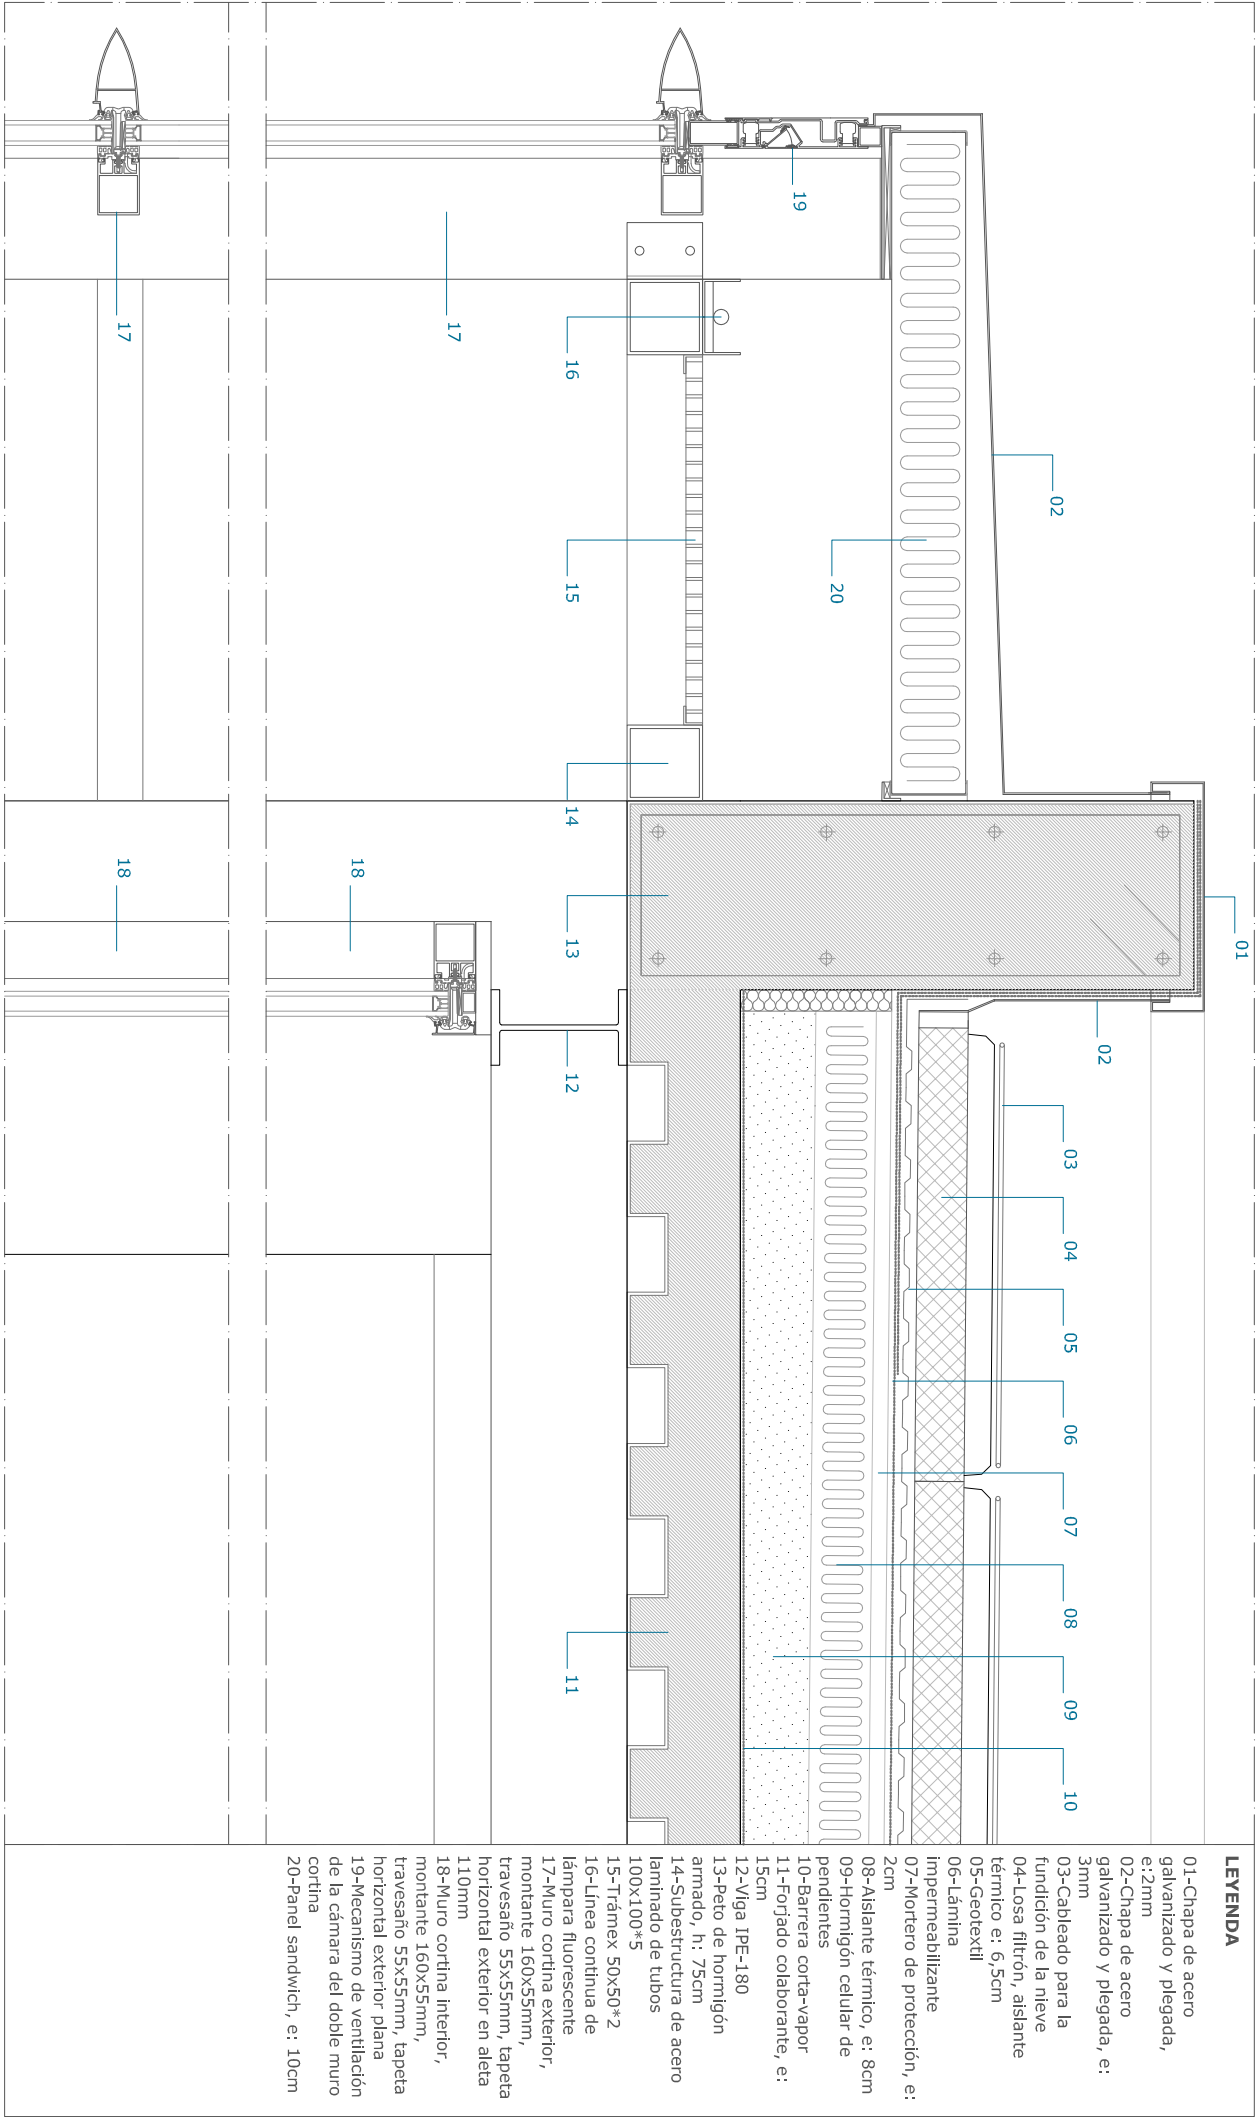 01
02
02
03
04
05
06
07
08
09
10
19
20
17
17
16
15
14
13
12
11
18
18
LEYENDA
01-Chapa de acero
galvanizado y plegada,
e:2mm
02-Chapa de acero
galvanizado y plegada, e:
3mm
03-Cableado para la
fundición de la nieve
04-Losa filtrón, aislante
térmico e: 6,5cm
05-Geotextil
06-Lámina
impermeabilizante
07-Mortero de protección, e:
2cm
08-Aislante térmico, e: 8cm
09-Hormigón celular de
pendientes
10-Barrera corta-vapor
11-Forjado colaborante, e:
15cm
12-Viga IPE-180
13-Peto de hormigón
armado, h: 75cm
14-Subestructura de acero
laminado de tubos
100x100*5
15-Trámex 50x50*2
16-Línea continua de
lámpara fluorescente
17-Muro cortina exterior,
montante 160x55mm,
travesaño 55x55mm, tapeta
horizontal exterior en aleta
110mm
18-Muro cortina interior,
montante 160x55mm,
travesaño 55x55mm, tapeta
horizontal exterior plana
19-Mecanismo de ventilación
de la cámara del doble muro
cortina
20-Panel sandwich, e: 10cm